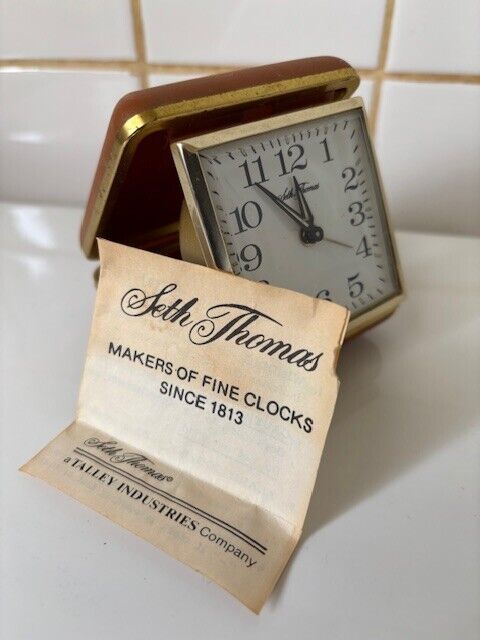 11 12 1
10 2
9 3
4
6 5
Seth Thomas
Seth Thomas
MAKERS OF FINE CLOCKS
SINCE 1813
Seth Thomas®
a TALLEY INDUSTRIES Company